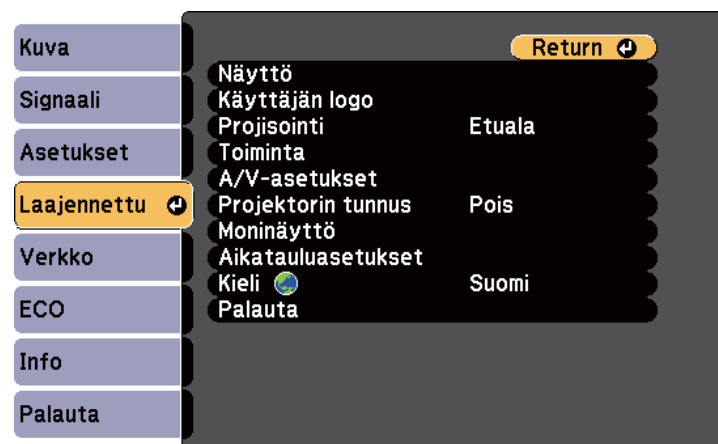 Kuva
Signaali
Asetukset
Laajennettu
Verkko
ECO
Info
Palauta
Return
Näyttö
Käyttäjän logo
Projisointi Etuala
Toiminta
A/V-asetukset
Projektorin tunnus Pois
Moninäyttö
Aikatauluasetukset
Kieli Suomi
Palauta